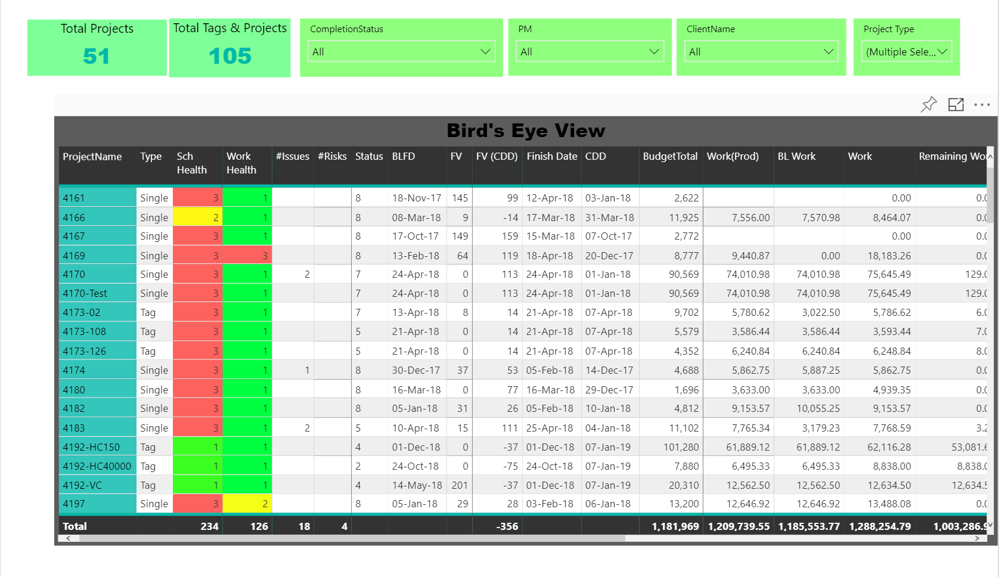 Total Projects
51
Total Tags & Projects
105
CompletionStatus
All
PM
All
ClientName
All
Project Type
(Multiple Sele...
Bird's Eye View
ProjectName Type Sch Health Work Health #Issues #Risks Status BLFD FV FV (CDD) Finish Date CDD BudgetTotal Work(Prod) BL Work Work Remaining Wor
4161 Single 3 1 8 18-Nov-17 145 99 12-Apr-18 03-Jan-18 2,622 0.00 0.0
4166 Single 2 1 8 08-Mar-18 9 -14 17-Mar-18 31-Mar-18 11,925 7,556.00 7,570.98 8,464.07 0.0
4167 Single 3 1 8 17-Oct-17 149 159 15-Mar-18 07-Oct-17 2,772 0.00 0.0
4169 Single 3 3 8 13-Feb-18 64 119 18-Apr-18 20-Dec-17 8,777 9,440.87 0.00 18,183.26 0.0
4170 Single 3 1 2 7 24-Apr-18 0 113 24-Apr-18 01-Jan-18 90,569 74,010.98 74,010.98 75,645.49 129.0
4170-Test Single 3 1 7 24-Apr-18 0 113 24-Apr-18 01-Jan-18 90,569 74,010.98 74,010.98 75,645.49 129.0
4173-02 Tag 3 1 7 13-Apr-18 8 14 21-Apr-18 07-Apr-18 9,702 5,780.62 3,022.50 5,786.62 6.0
4173-108 Tag 3 1 5 21-Apr-18 0 14 21-Apr-18 07-Apr-18 5,579 3,586.44 3,586.44 3,593.44 7.0
4173-126 Tag 3 1 5 21-Apr-18 0 14 21-Apr-18 07-Apr-18 4,352 6,240.84 6,240.84 6,248.84 8.0
4174 Single 3 1 1 8 30-Dec-17 37 53 05-Feb-18 14-Dec-17 4,688 5,862.75 5,887.25 5,862.75 0.0
4180 Single 3 1 8 16-Mar-18 0 77 16-Mar-18 29-Dec-17 1,696 3,633.00 3,633.00 4,939.35 0.0
4182 Single 3 1 8 05-Jan-18 31 26 05-Feb-18 10-Jan-18 4,812 9,153.57 10,055.25 9,153.57 0.0
4183 Single 3 1 2 5 10-Apr-18 15 111 25-Apr-18 04-Jan-18 11,102 7,765.34 3,179.23 7,768.59 3.2
4192-HC150 Tag 1 1 4 01-Dec-18 0 -37 01-Dec-18 07-Jan-19 101,280 61,889.12 61,889.12 62,116.28 53,081.6
4192-HC40000 Tag 1 1 2 24-Oct-18 0 -75 24-Oct-18 07-Jan-19 7,880 6,495.33 6,495.33 8,838.00 8,838.0
4192-VC Tag 1 1 4 14-May-18 201 -37 01-Dec-18 07-Jan-19 20,310 12,562.50 12,562.50 12,634.50 12,634.5
4197 Single 3 2 8 05-Jan-18 29 28 03-Feb-18 06-Jan-18 13,200 12,646.92 12,646.92 13,488.08 0.0
Total 234 126 18 4 -356 1,181,969 1,209,739.55 1,185,553.77 1,288,254.79 1,003,286.9